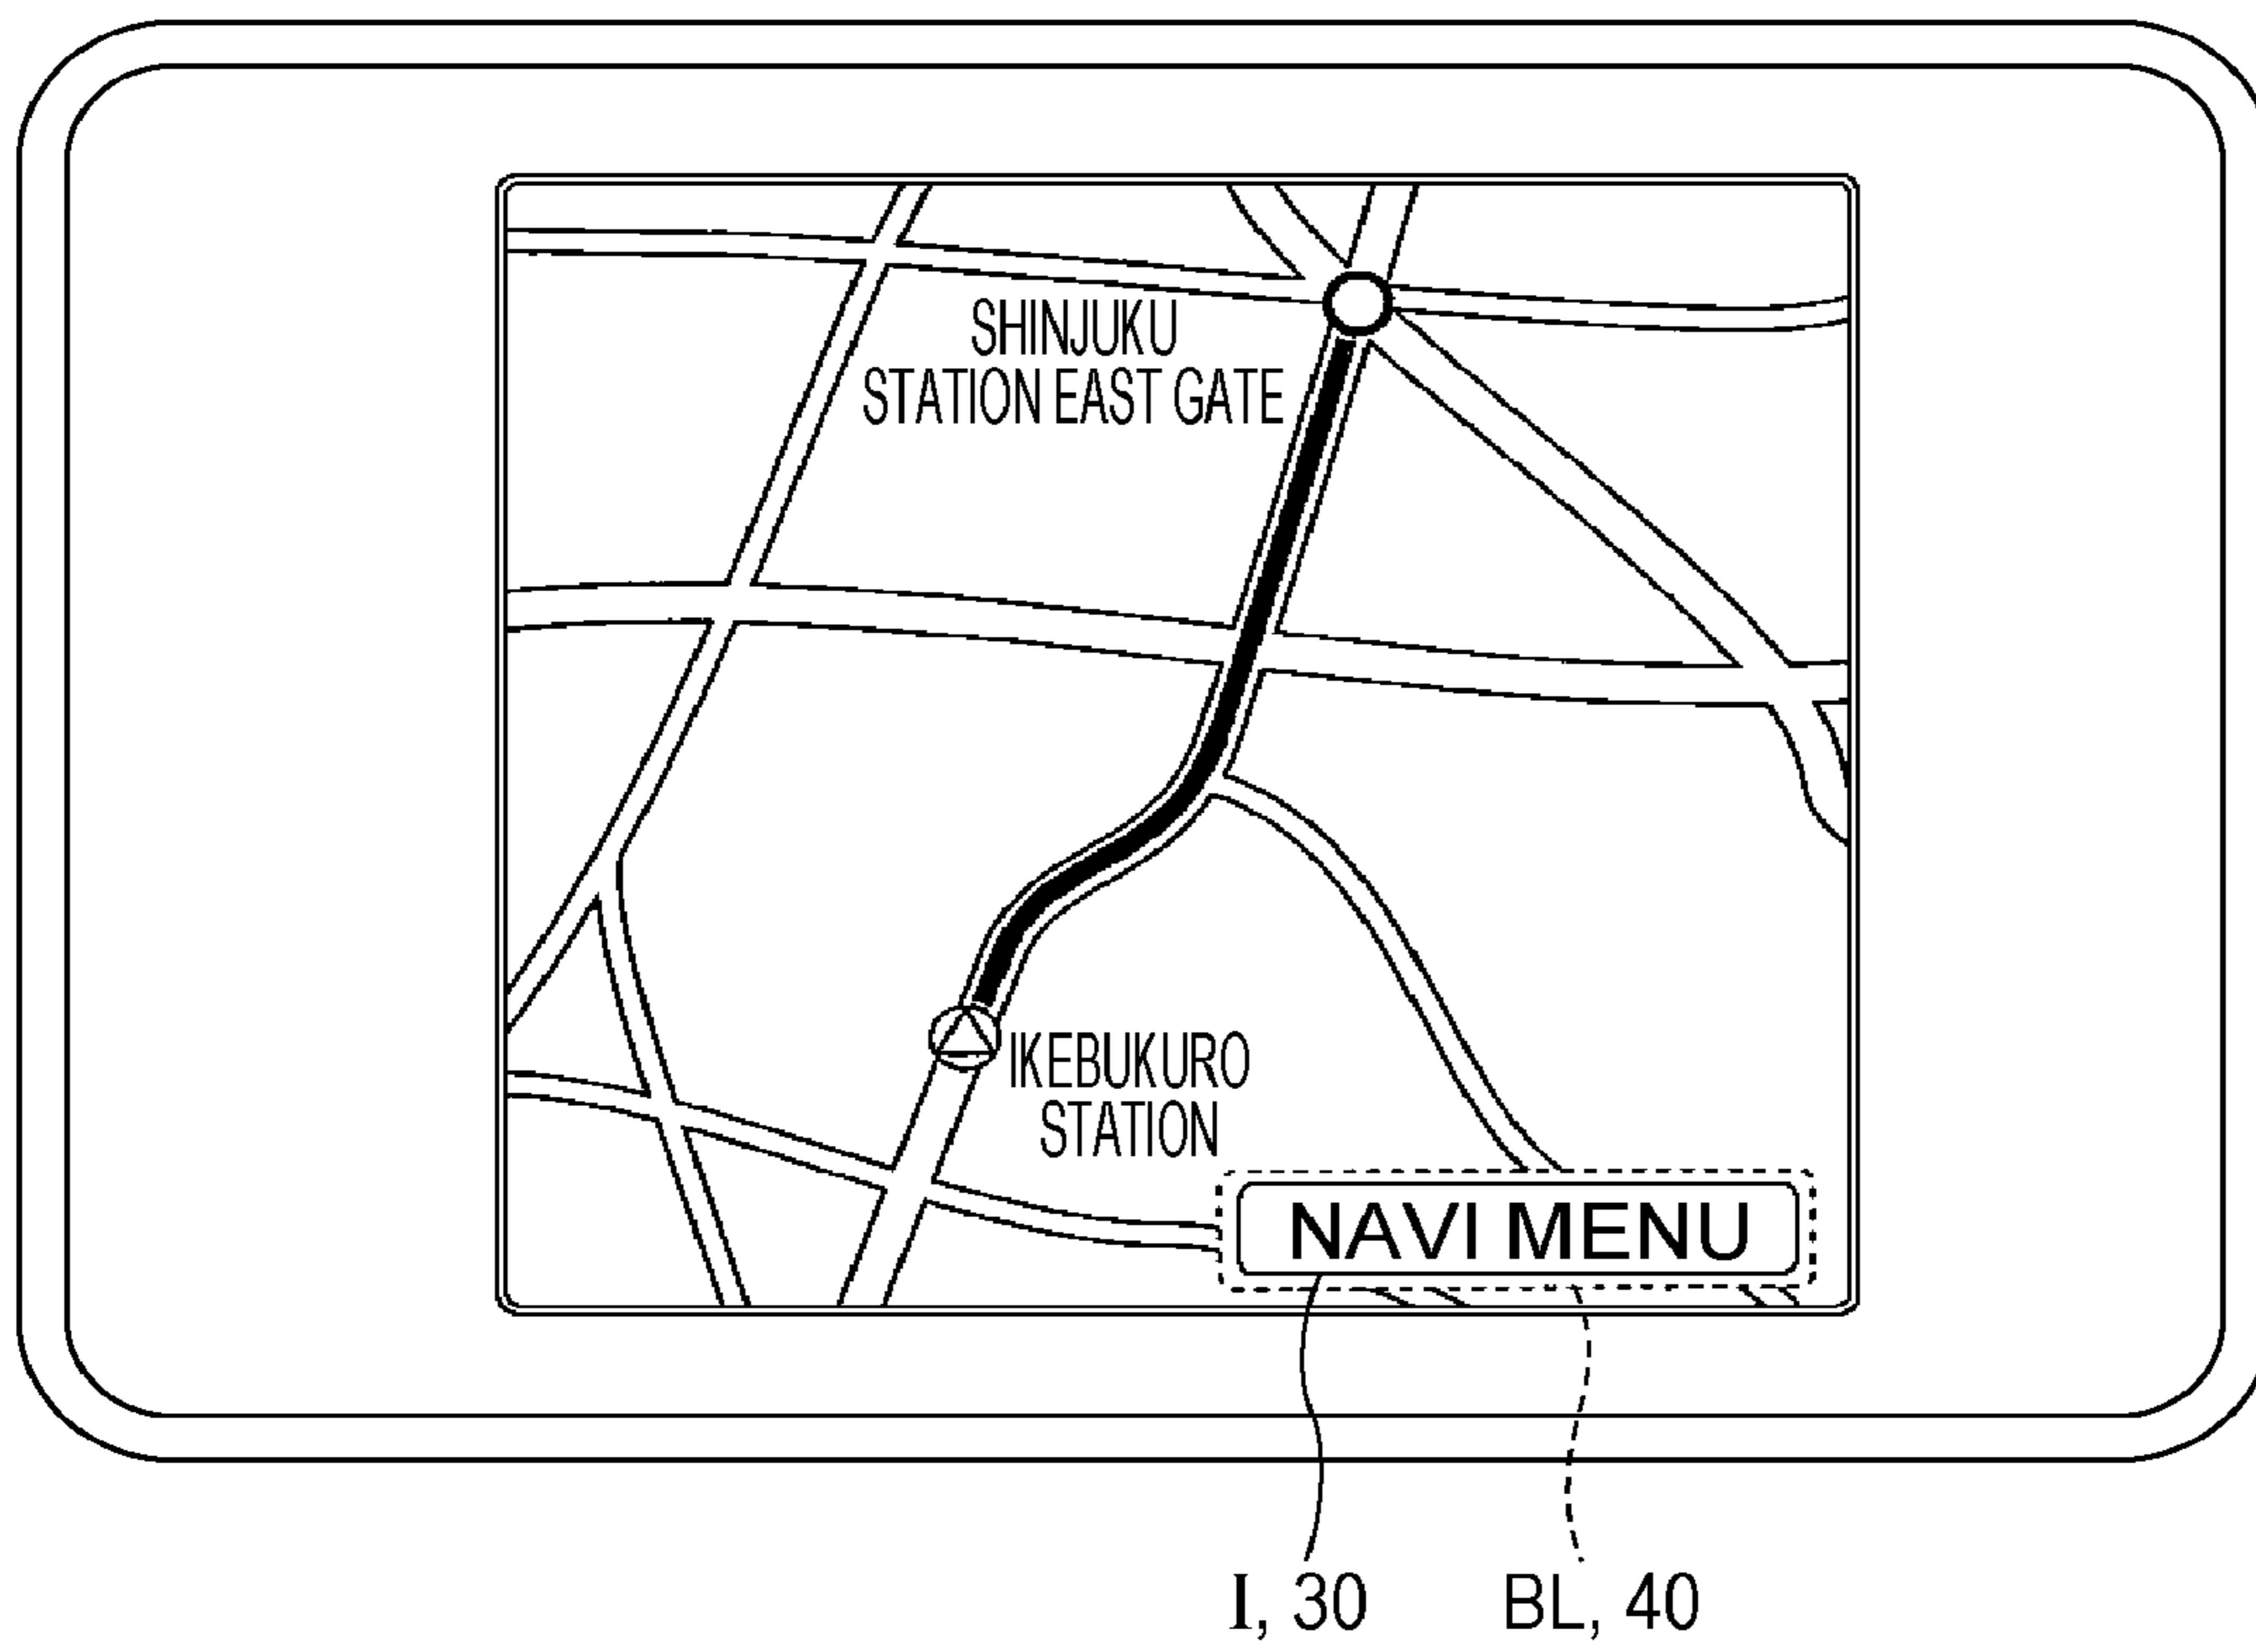 SHINJUKU
STATION EAST GATE
IKEBUKURO
STATION
NAVI MENU
I, 30
BL, 40